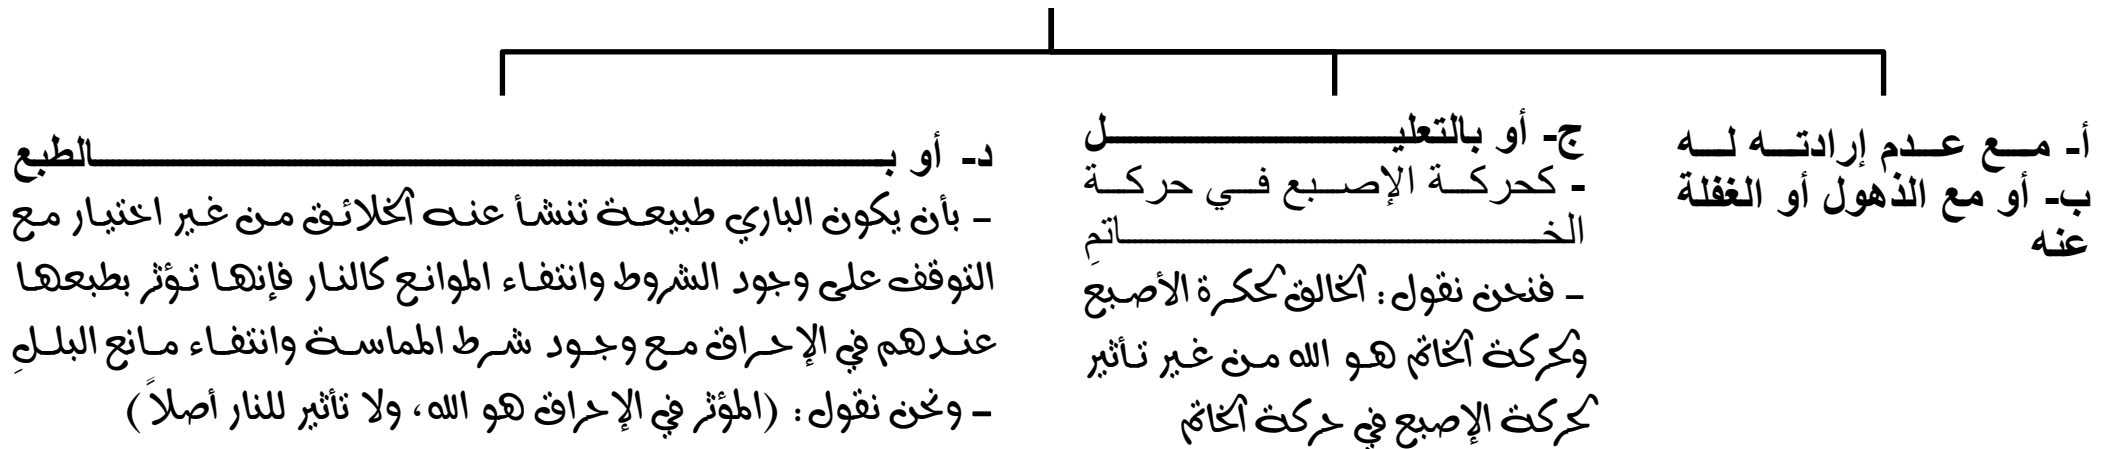 أ- مع عدم إرادته له
ب- أو مع الذهول أو الغفلة
عنه
ج- أو بالتعليل
- كحركة الإصبع في حركة
الخاتمِ
- فنحن نقول: الخالق لحكرة الأصبع
ولحركة الخاتم هو الله من غير تأثير
لحركة الإصبع في حركة الخاتم
د- أو بالطبع
- بأن يكون الباري طبيعة تنشأ عنه الخلائق من غير اختيار مع
التوقف على وجود الشروط وانتفاء الموانع كالنار فإنها تؤثر بطبعها
عندهم في الإحراق مع وجود شرط المماسة وانتفاء مانع البللِ
- ونحن نقول: (المؤثر في الإحراق هو الله، ولا تأثير للنار أصلاً)